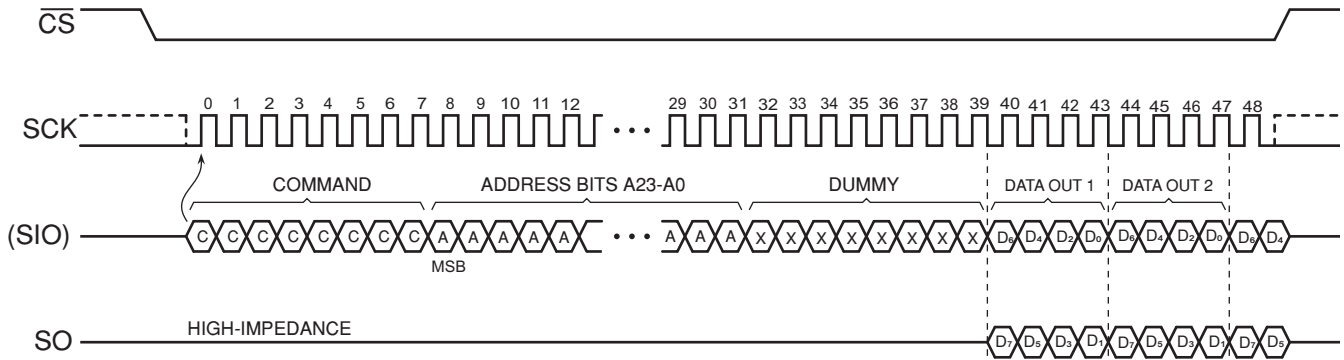 CS
0 1 2 3 4 5 6 7 8 9 10 11 12 29 30 31 32 33 34 35 36 37 38 39 40 41 42 43 44 45 46 47 48
SCK
COMMAND ADDRESS BITS A23-A0 DUMMY DATA OUT 1 DATA OUT 2
(SIO) C C C C C C C C A A A A A A A A X X X X X X X X D₆ D₄ D₂ D₀ D₆ D₄ D₂ D₀ D₆ D₄
MSB
HIGH-IMPEDANCE
SO D₇ D₅ D₃ D₁ D₇ D₅ D₃ D₁ D₇ D₅